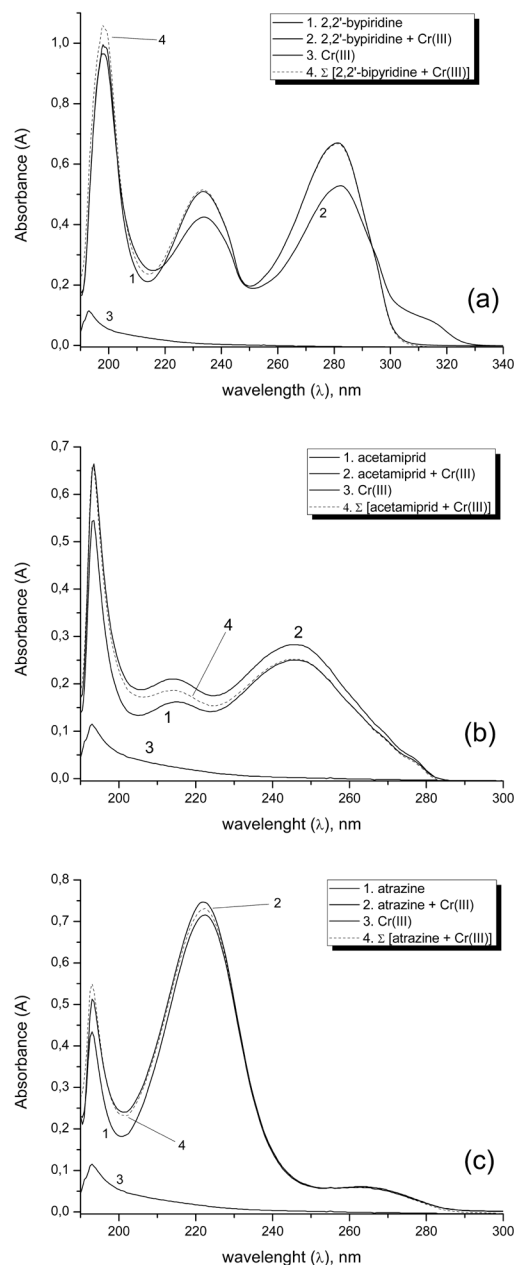 1. 2,2'-bypiridine
2. 2,2'-bypiridine + Cr(III)
3. Cr(III)
4. Σ [2,2'-bipyridine + Cr(III)]
4
1,0
0,8
0,6
0,4
0,2
0,0
Absorbance (A)
1
2
3
(a)
200 220 240 260 280 300 320 340
wavelength (λ), nm
1. acetamiprid
2. acetamiprid + Cr(III)
3. Cr(III)
4. Σ [acetamiprid + Cr(III)]
0,7
0,6
0,5
0,4
0,3
0,2
0,1
0,0
Absorbance (A)
4
2
1
3
(b)
200 220 240 260 280 300
wavelenght (λ), nm
1. atrazine
2. atrazine + Cr(III)
3. Cr(III)
4. Σ [atrazine + Cr(III)]
0,8
0,7
0,6
0,5
0,4
0,3
0,2
0,1
0,0
Absorbance (A)
2
1
4
3
(c)
200 220 240 260 280 300
wavelength (λ), nm